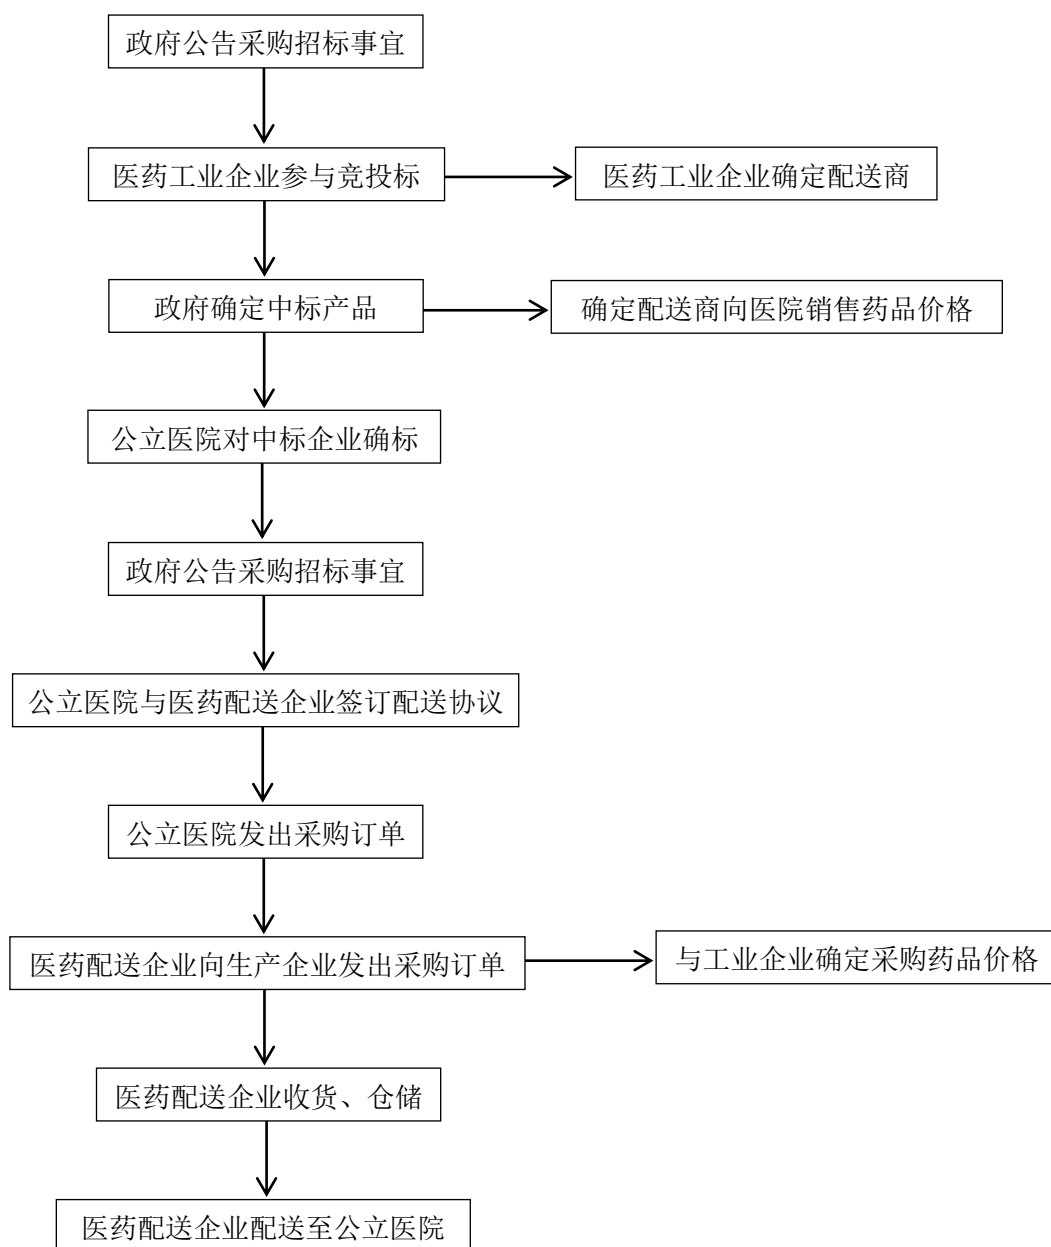 政府公告采购招标事宜
医药工业企业参与竞投标
医药工业企业确定配送商
政府确定中标产品
确定配送商向医院销售药品价格
公立医院对中标企业确标
政府公告采购招标事宜
公立医院与医药配送企业签订配送协议
公立医院发出采购订单
医药配送企业向生产企业发出采购订单
与工业企业确定采购药品价格
医药配送企业收货、仓储
医药配送企业配送至公立医院